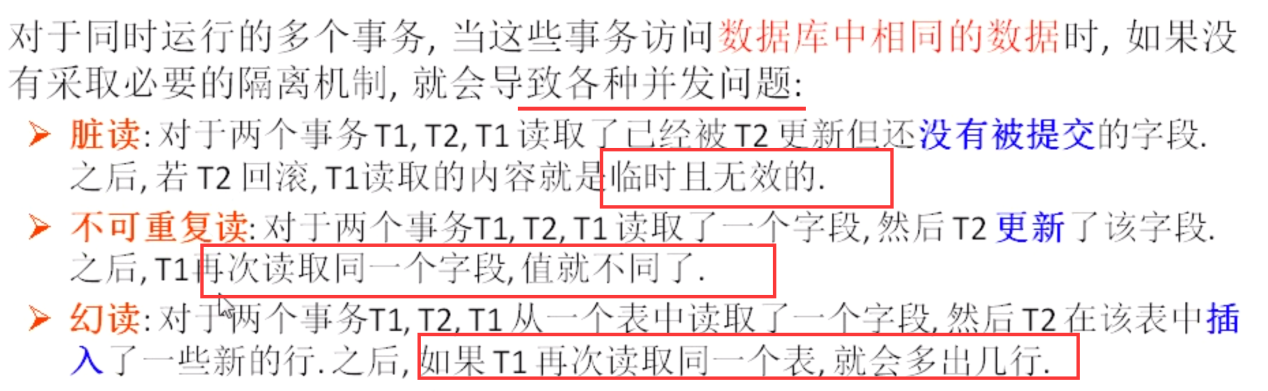 对于同时运行的多个事务, 当这些事务访问数据库中相同的数据时, 如果没
有采取必要的隔离机制, 就会导致各种并发问题:
➢ 脏读: 对于两个事务 T1, T2, T1 读取了已经被 T2 更新但还没有被提交的字段.
之后, 若 T2 回滚, T1读取的内容就是临时且无效的.
➢ 不可重复读: 对于两个事务T1, T2, T1 读取了一个字段, 然后 T2 更新了该字段.
之后, T1再次读取同一个字段, 值就不同了.
➢ 幻读: 对于两个事务T1, T2, T1 从一个表中读取了一个字段, 然后 T2 在该表中插
入了一些新的行. 之后, 如果 T1 再次读取同一个表, 就会多出几行.